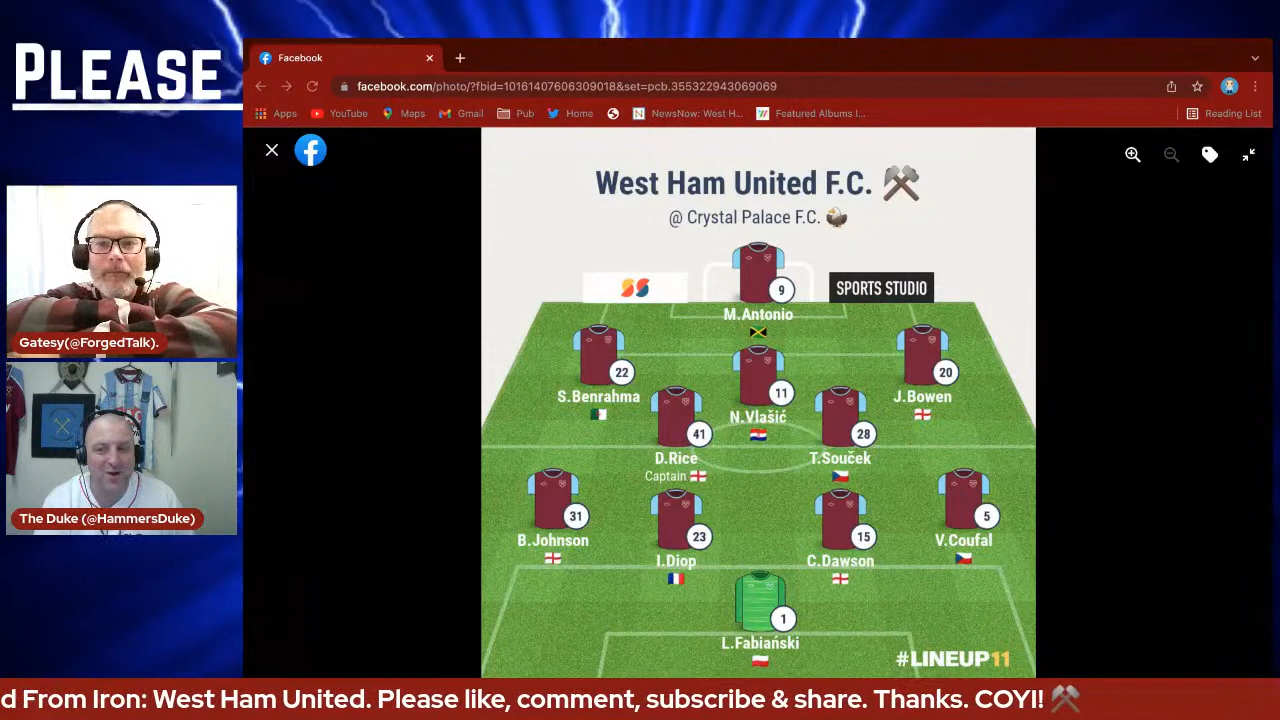 PLEASE
Facebook
facebook.com/photo/?fbid=10161407606309018&set=pcb.355322943069069
Apps YouTube Maps Gmail Pub Home NewsNow: West H... Featured Albums I... Reading List
West Ham United F.C.
@ Crystal Palace F.C.
SPORTS STUDIO
9
M.Antonio
22
S.Benrahma
11
N.Vlašić
20
J.Bowen
41
D.Rice
Captain
28
T.Souček
31
B.Johnson
23
I.Diop
15
C.Dawson
5
V.Coufal
1
L.Fabiański
#LINEUP11
Gatesy(@ForgedTalk).
The Duke (@HammersDuke)
d From Iron: West Ham United. Please like, comment, subscribe & share. Thanks. COYI!